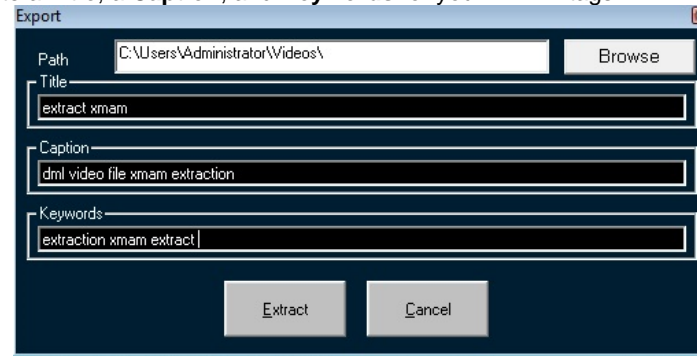 Export
Path C:\Users\Administrator\Videos\ Browse
Title
extract xmam
Caption
dml video file xmam extraction
Keywords
extraction xmam extract
Extract Cancel